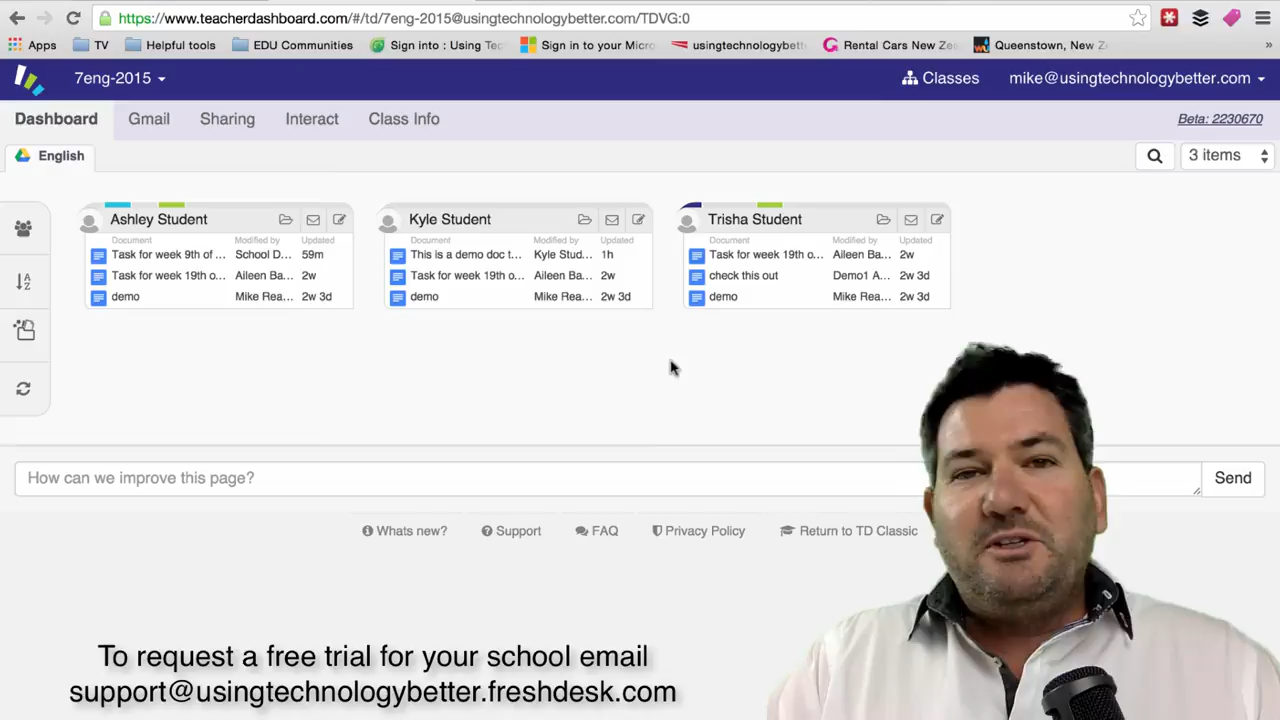 https://www.teacherdashboard.com/#/td/7eng-2015@usingtechnologybetter.com/TDVG:0
Apps TV Helpful tools EDU Communities Sign into : Using Tec Sign in to your Micro usingtechnologybett Rental Cars New Zea Queenstown, New Z »
7eng-2015 Classes mike@usingtechnologybetter.com
Dashboard Gmail Sharing Interact Class Info Beta: 2230670
English 3 items
Ashley Student
Document Modified by Updated
Task for week 9th of ... School D... 59m
Task for week 19th o... Aileen Ba... 2w
demo Mike Rea... 2w 3d
Kyle Student
Document Modified by Updated
This is a demo doc t... Kyle Stud... 1h
Task for week 19th o... Aileen Ba... 2w
demo Mike Rea... 2w 3d
Trisha Student
Document Modified by Updated
Task for week 19th o... Aileen Ba... 2w
check this out Demo1 A... 2w 3d
demo Mike Rea... 2w 3d
How can we improve this page? Send
Whats new? Support FAQ Privacy Policy Return to TD Classic
To request a free trial for your school email
support@usingtechnologybetter.freshdesk.com